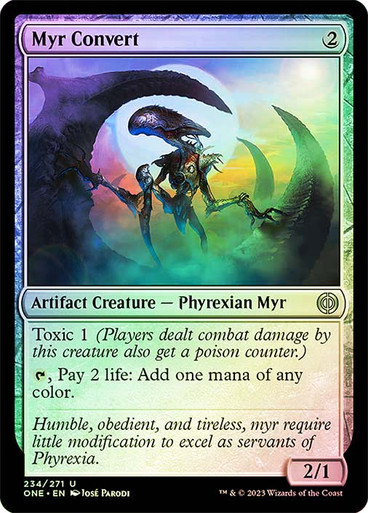 Myr Convert 2
Artifact Creature — Phyrexian Myr
Toxic 1 (Players dealt combat damage by
this creature also get a poison counter.)
, Pay 2 life: Add one mana of any
color.
Humble, obedient, and tireless, myr require
little modification to excel as servants of
Phyrexia.
2/1
234/271 U
ONE • EN José Parodi
™ & © 2023 Wizards of the Coast